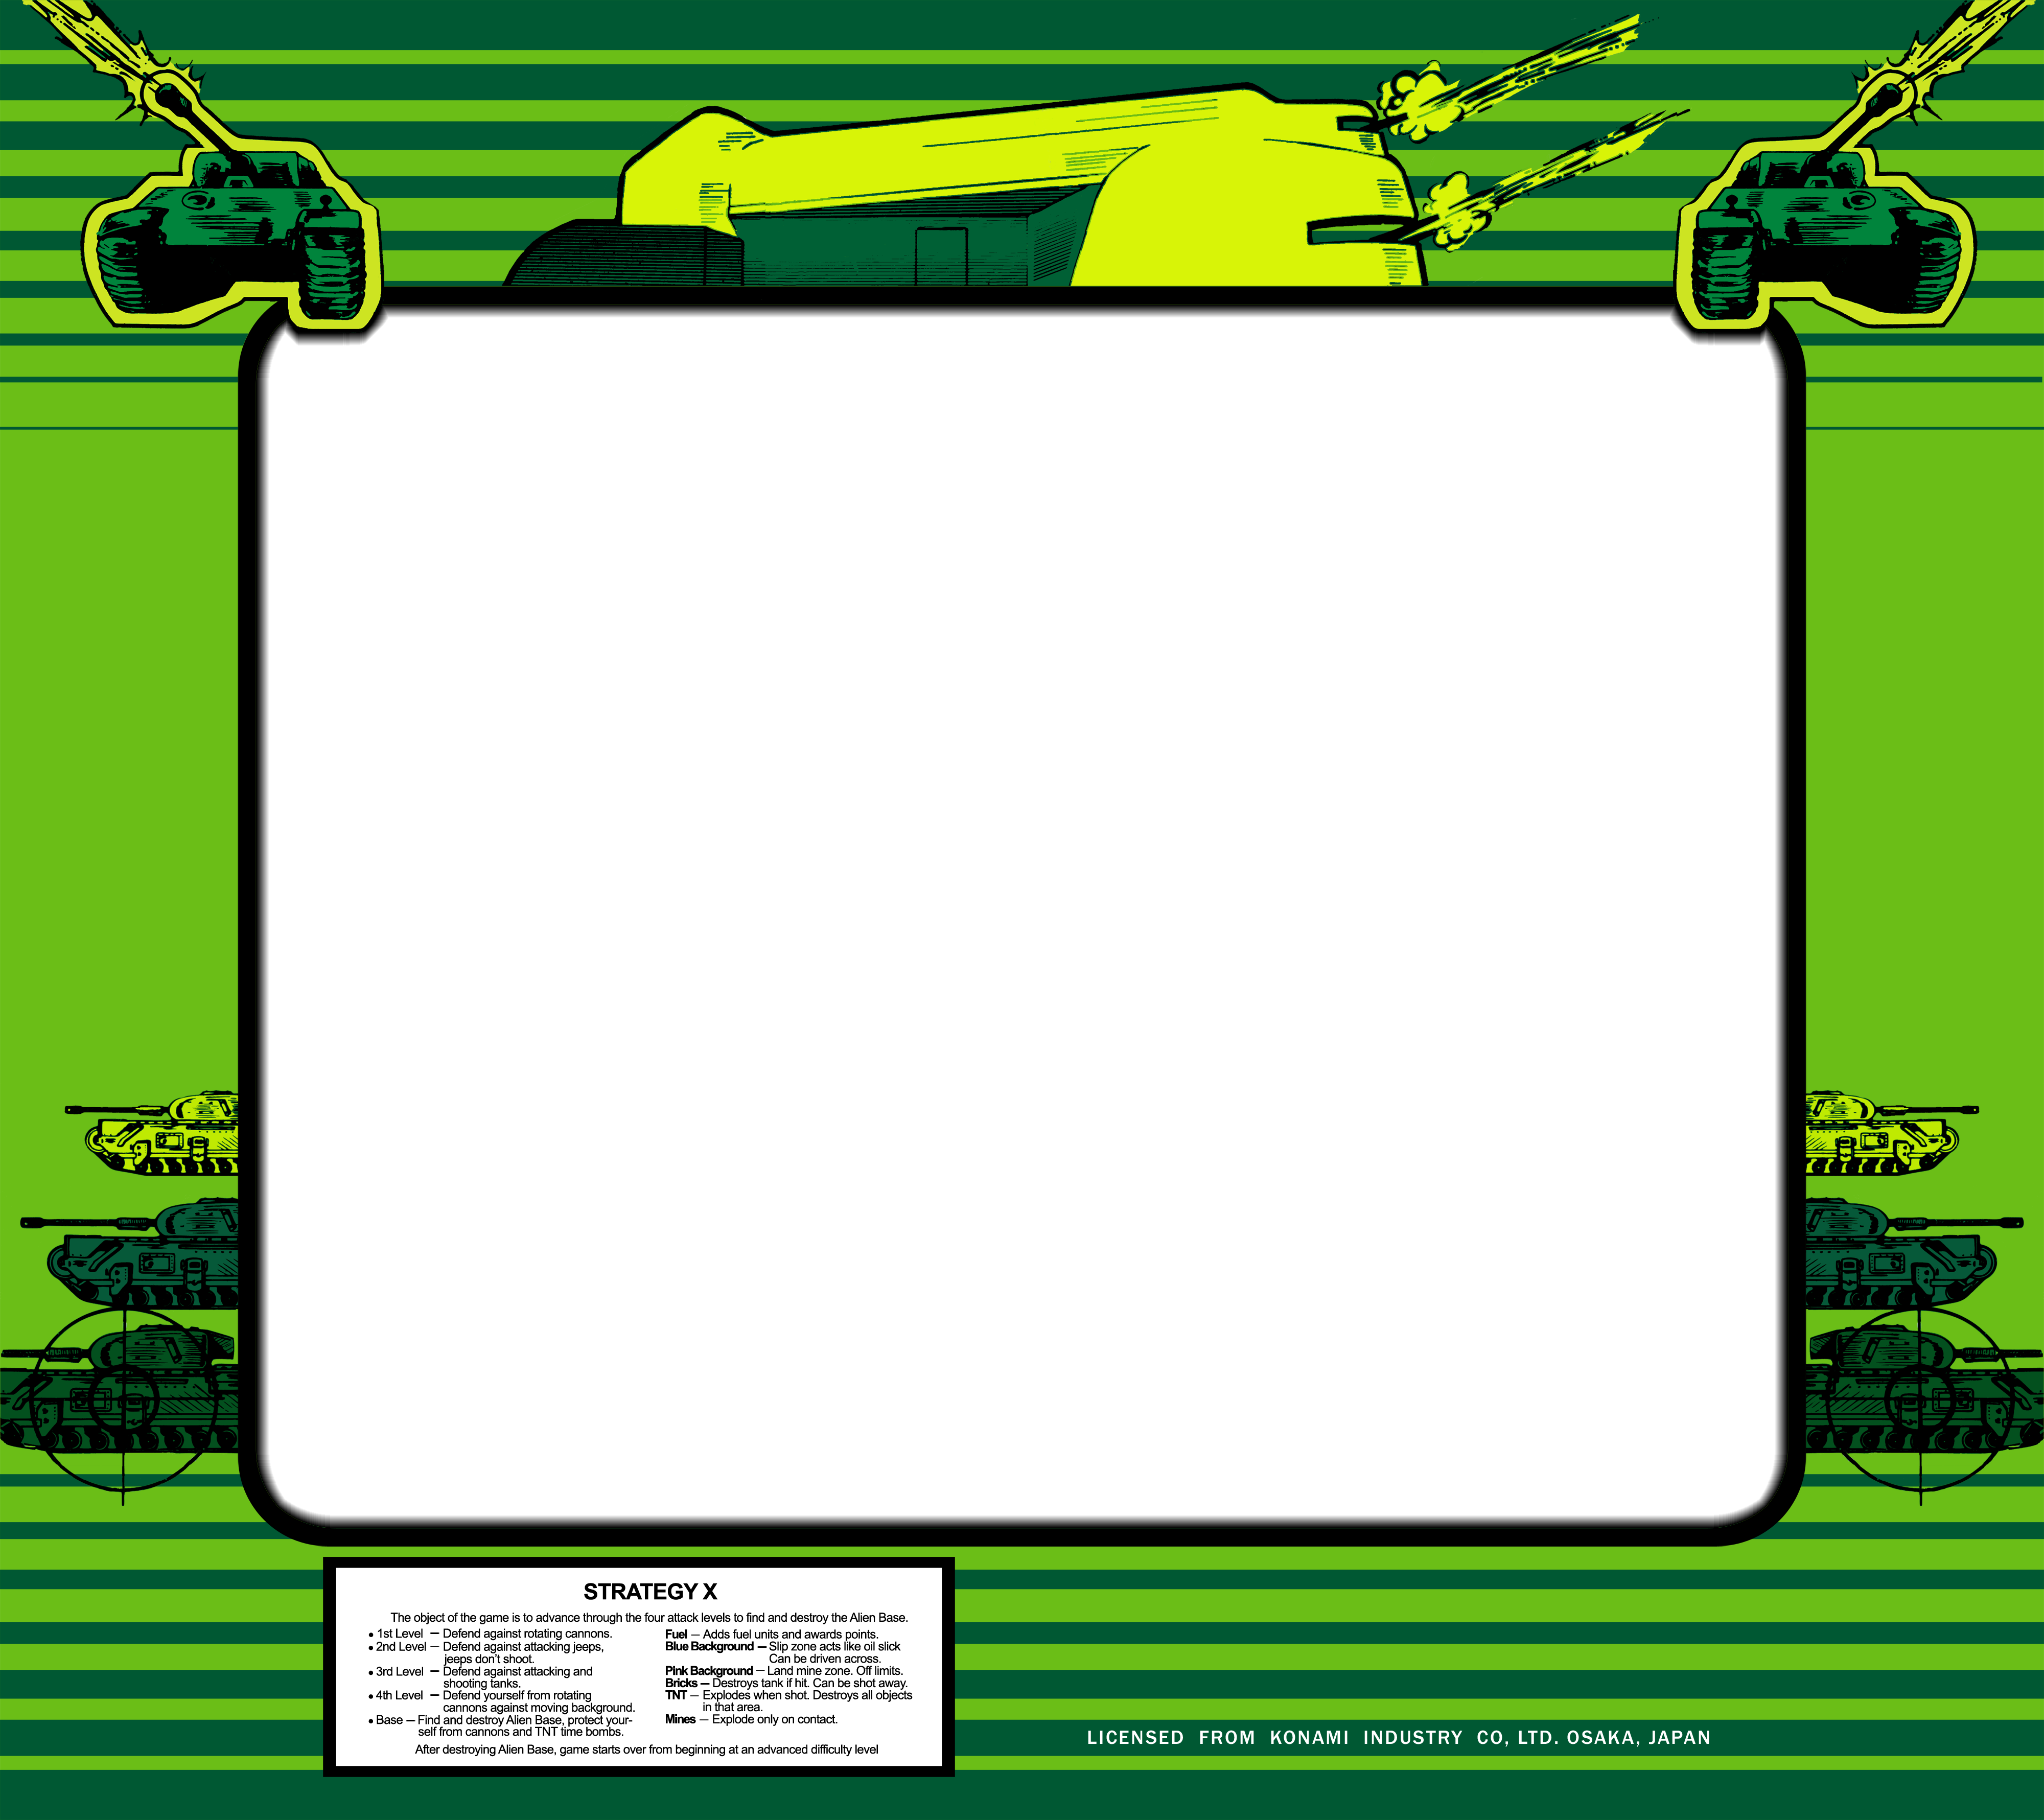 STRATEGY X
The object of the game is to advance through the four attack levels to find and destroy the Alien Base.
• 1st Level — Defend against rotating cannons.
• 2nd Level — Defend against attacking jeeps,
jeeps don't shoot.
• 3rd Level — Defend against attacking and
shooting tanks.
• 4th Level — Defend yourself from rotating
cannons against moving background.
• Base — Find and destroy Alien Base, protect your-
self from cannons and TNT time bombs.
Fuel — Adds fuel units and awards points.
Blue Background — Slip zone acts like oil slick
Can be driven across.
Pink Background — Land mine zone. Off limits.
Bricks — Destroys tank if hit. Can be shot away.
TNT — Explodes when shot. Destroys all objects
in that area.
Mines — Explode only on contact.
After destroying Alien Base, game starts over from beginning at an advanced difficulty level
LICENSED FROM KONAMI INDUSTRY CO, LTD. OSAKA, JAPAN